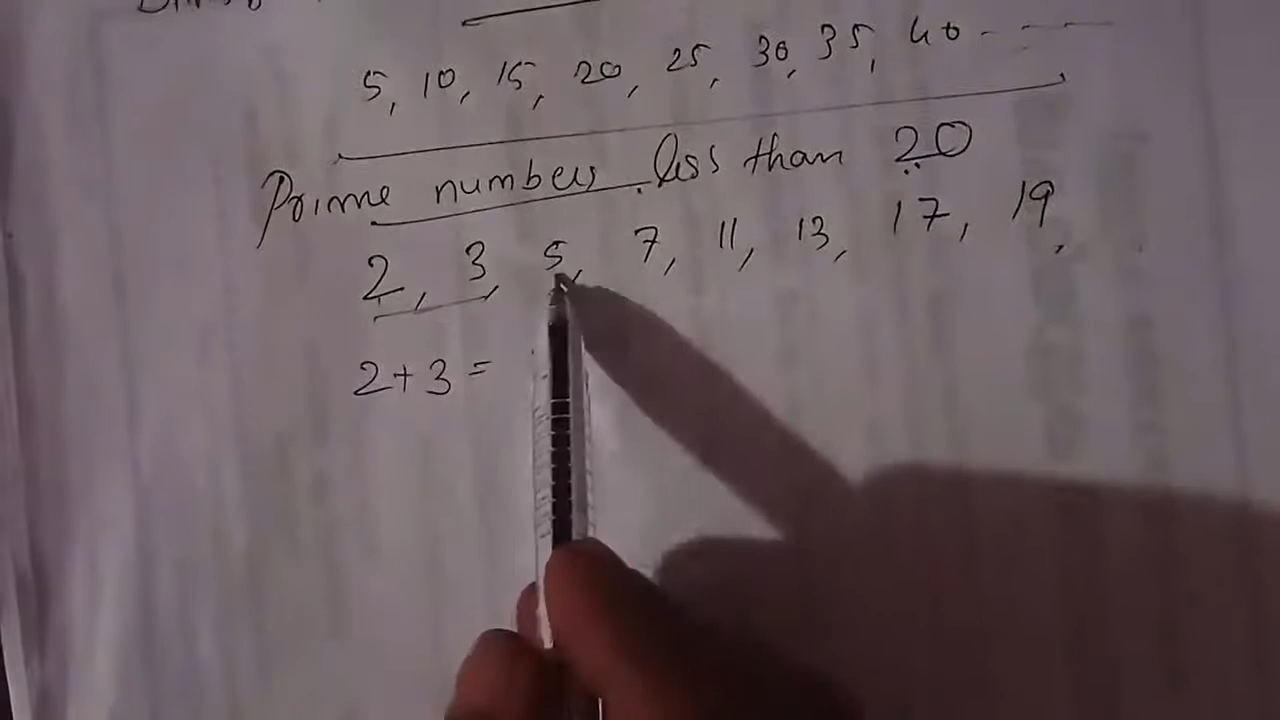 5, 10, 15, 20, 25, 30, 35, 40 - - —
Prime numbers less than 20
2, 3, 5, 7, 11, 13, 17, 19,
2+3 =